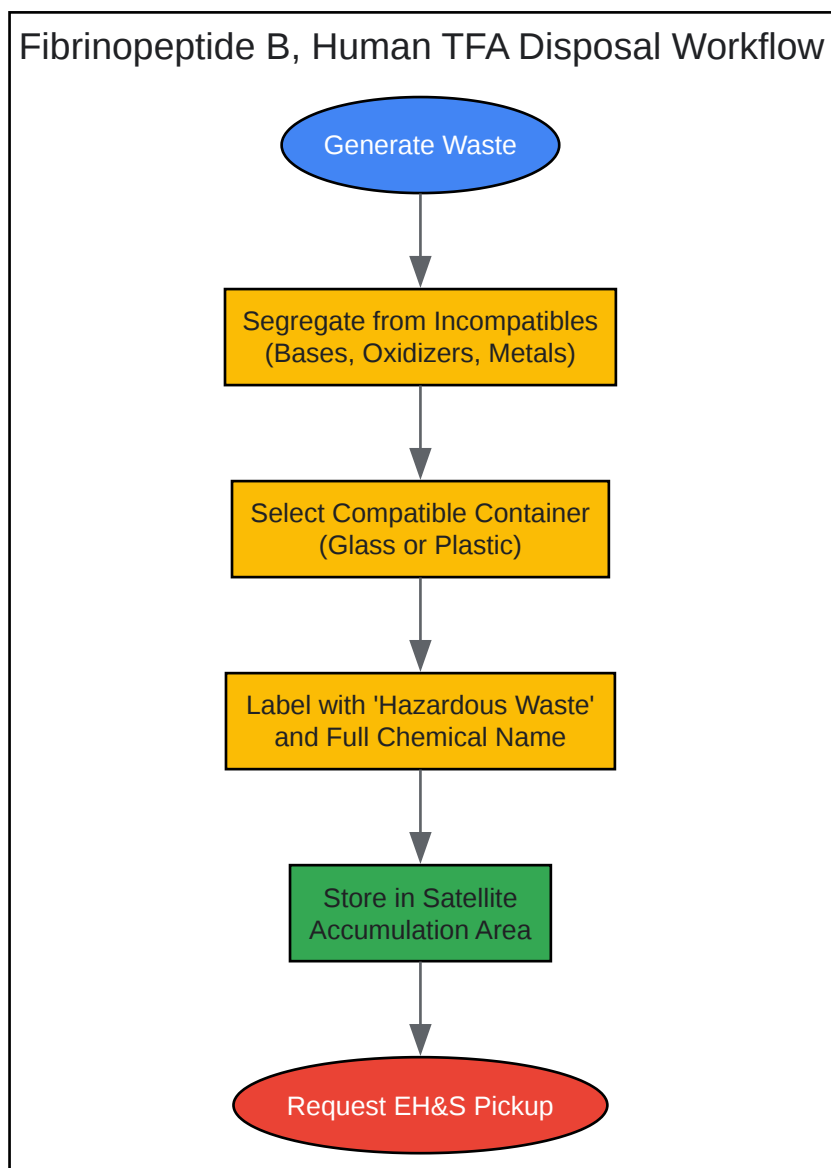 Fibrinopeptide B, Human TFA Disposal Workflow
Generate Waste
Segregate from Incompatibles
(Bases, Oxidizers, Metals)
Select Compatible Container
(Glass or Plastic)
Label with 'Hazardous Waste'
and Full Chemical Name
Store in Satellite
Accumulation Area
Request EH&S Pickup